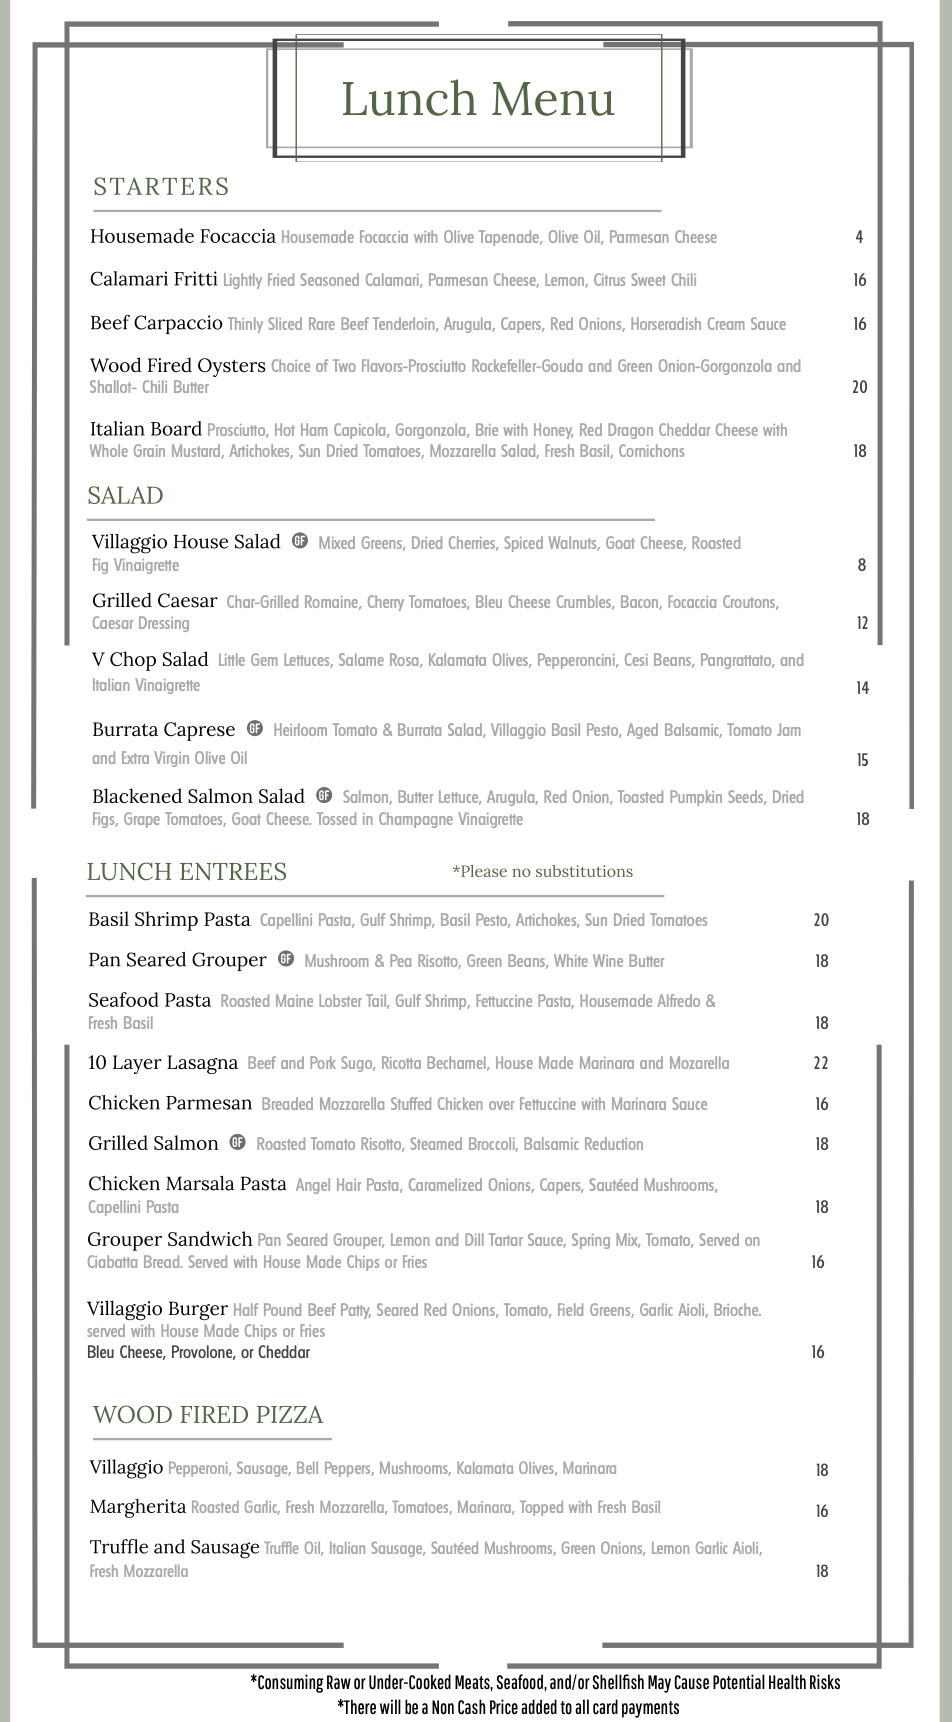 Lunch Menu
STARTERS
Housemade Focaccia Housemade Focaccia with Olive Tapenade, Olive Oil, Parmesan Cheese 4
Calamari Fritti Lightly Fried Seasoned Calamari, Parmesan Cheese, Lemon, Citrus Sweet Chili 16
Beef Carpaccio Thinly Sliced Rare Beef Tenderloin, Arugula, Capers, Red Onions, Horseradish Cream Sauce 16
Wood Fired Oysters Choice of Two Flavors-Prosciutto Rockefeller-Gouda and Green Onion-Gorgonzola and
Shallot- Chili Butter 20
Italian Board Prosciutto, Hot Ham Capicola, Gorgonzola, Brie with Honey, Red Dragon Cheddar Cheese with
Whole Grain Mustard, Artichokes, Sun Dried Tomatoes, Mozzarella Salad, Fresh Basil, Cornichons 18
SALAD
Villaggio House Salad GF Mixed Greens, Dried Cherries, Spiced Walnuts, Goat Cheese, Roasted
Fig Vinaigrette 8
Grilled Caesar Char-Grilled Romaine, Cherry Tomatoes, Bleu Cheese Crumbles, Bacon, Focaccia Croutons,
Caesar Dressing 12
V Chop Salad Little Gem Lettuces, Salame Rosa, Kalamata Olives, Pepperoncini, Cesi Beans, Pangrattato, and
Italian Vinaigrette 14
Burrata Caprese GF Heirloom Tomato & Burrata Salad, Villaggio Basil Pesto, Aged Balsamic, Tomato Jam
and Extra Virgin Olive Oil 15
Blackened Salmon Salad GF Salmon, Butter Lettuce, Arugula, Red Onion, Toasted Pumpkin Seeds, Dried
Figs, Grape Tomatoes, Goat Cheese. Tossed in Champagne Vinaigrette 18
LUNCH ENTREES *Please no substitutions
Basil Shrimp Pasta Capellini Pasta, Gulf Shrimp, Basil Pesto, Artichokes, Sun Dried Tomatoes 20
Pan Seared Grouper GF Mushroom & Pea Risotto, Green Beans, White Wine Butter 18
Seafood Pasta Roasted Maine Lobster Tail, Gulf Shrimp, Fettuccine Pasta, Housemade Alfredo &
Fresh Basil 18
10 Layer Lasagna Beef and Pork Sugo, Ricotta Bechamel, House Made Marinara and Mozarella 22
Chicken Parmesan Breaded Mozzarella Stuffed Chicken over Fettuccine with Marinara Sauce 16
Grilled Salmon GF Roasted Tomato Risotto, Steamed Broccoli, Balsamic Reduction 18
Chicken Marsala Pasta Angel Hair Pasta, Caramelized Onions, Capers, Sautéed Mushrooms,
Capellini Pasta 18
Grouper Sandwich Pan Seared Grouper, Lemon and Dill Tartar Sauce, Spring Mix, Tomato, Served on
Ciabatta Bread. Served with House Made Chips or Fries 16
Villaggio Burger Half Pound Beef Patty, Seared Red Onions, Tomato, Field Greens, Garlic Aioli, Brioche.
served with House Made Chips or Fries
Bleu Cheese, Provolone, or Cheddar 16
WOOD FIRED PIZZA
Villaggio Pepperoni, Sausage, Bell Peppers, Mushrooms, Kalamata Olives, Marinara 18
Margherita Roasted Garlic, Fresh Mozzarella, Tomatoes, Marinara, Topped with Fresh Basil 16
Truffle and Sausage Truffle Oil, Italian Sausage, Sautéed Mushrooms, Green Onions, Lemon Garlic Aioli,
Fresh Mozzarella 18
*Consuming Raw or Under-Cooked Meats, Seafood, and/or Shellfish May Cause Potential Health Risks
*There will be a Non Cash Price added to all card payments